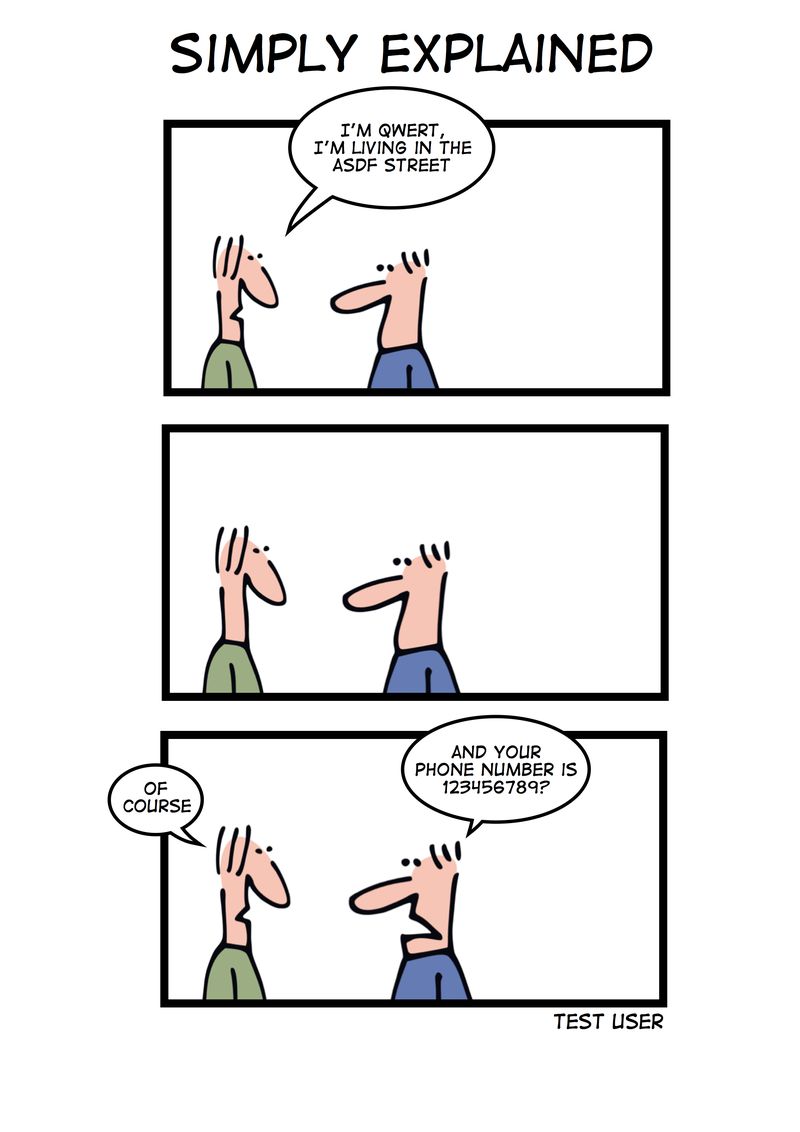 SIMPLY EXPLAINED
I'M QWERT,
I'M LIVING IN THE
ASDF STREET
OF
COURSE
AND YOUR
PHONE NUMBER IS
123456789?
TEST USER